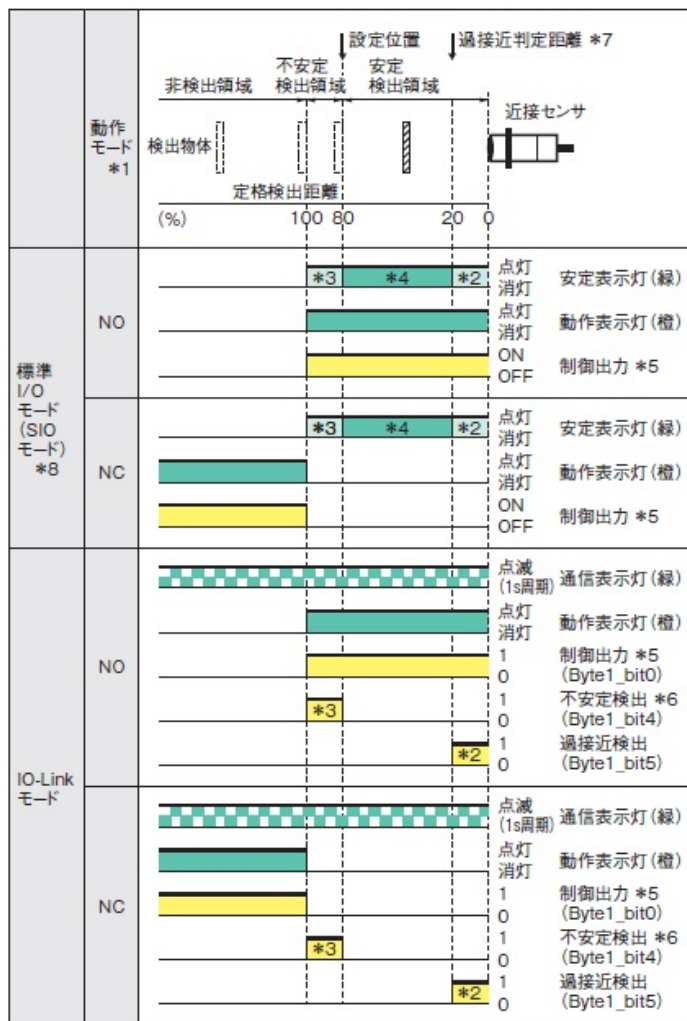 設定位置
過接近判定距離 *7
不安定
検出領域
安定
検出領域
非検出領域
近接センサ
動作
モード
*1
検出物体
定格検出距離
(%)
100 80
20 0
標準
I/O
モード
(SIO
モード)
*8
NO
*3
*4
*2
点灯
消灯
安定表示灯(緑)
点灯
消灯
動作表示灯(橙)
ON
OFF
制御出力 *5
NC
*3
*4
*2
点灯
消灯
安定表示灯(緑)
点灯
消灯
動作表示灯(橙)
ON
OFF
制御出力 *5
IO-Link
モード
NO
点滅
(1s周期)
通信表示灯(緑)
点灯
消灯
動作表示灯(橙)
1
0
制御出力 *5
(Byte1_bit0)
*3
1
0
不安定検出 *6
(Byte1_bit4)
*2
1
0
過接近検出
(Byte1_bit5)
NC
点滅
(1s周期)
通信表示灯(緑)
点灯
消灯
動作表示灯(橙)
1
0
制御出力 *5
(Byte1_bit0)
*3
1
0
不安定検出 *6
(Byte1_bit4)
*2
1
0
過接近検出
(Byte1_bit5)